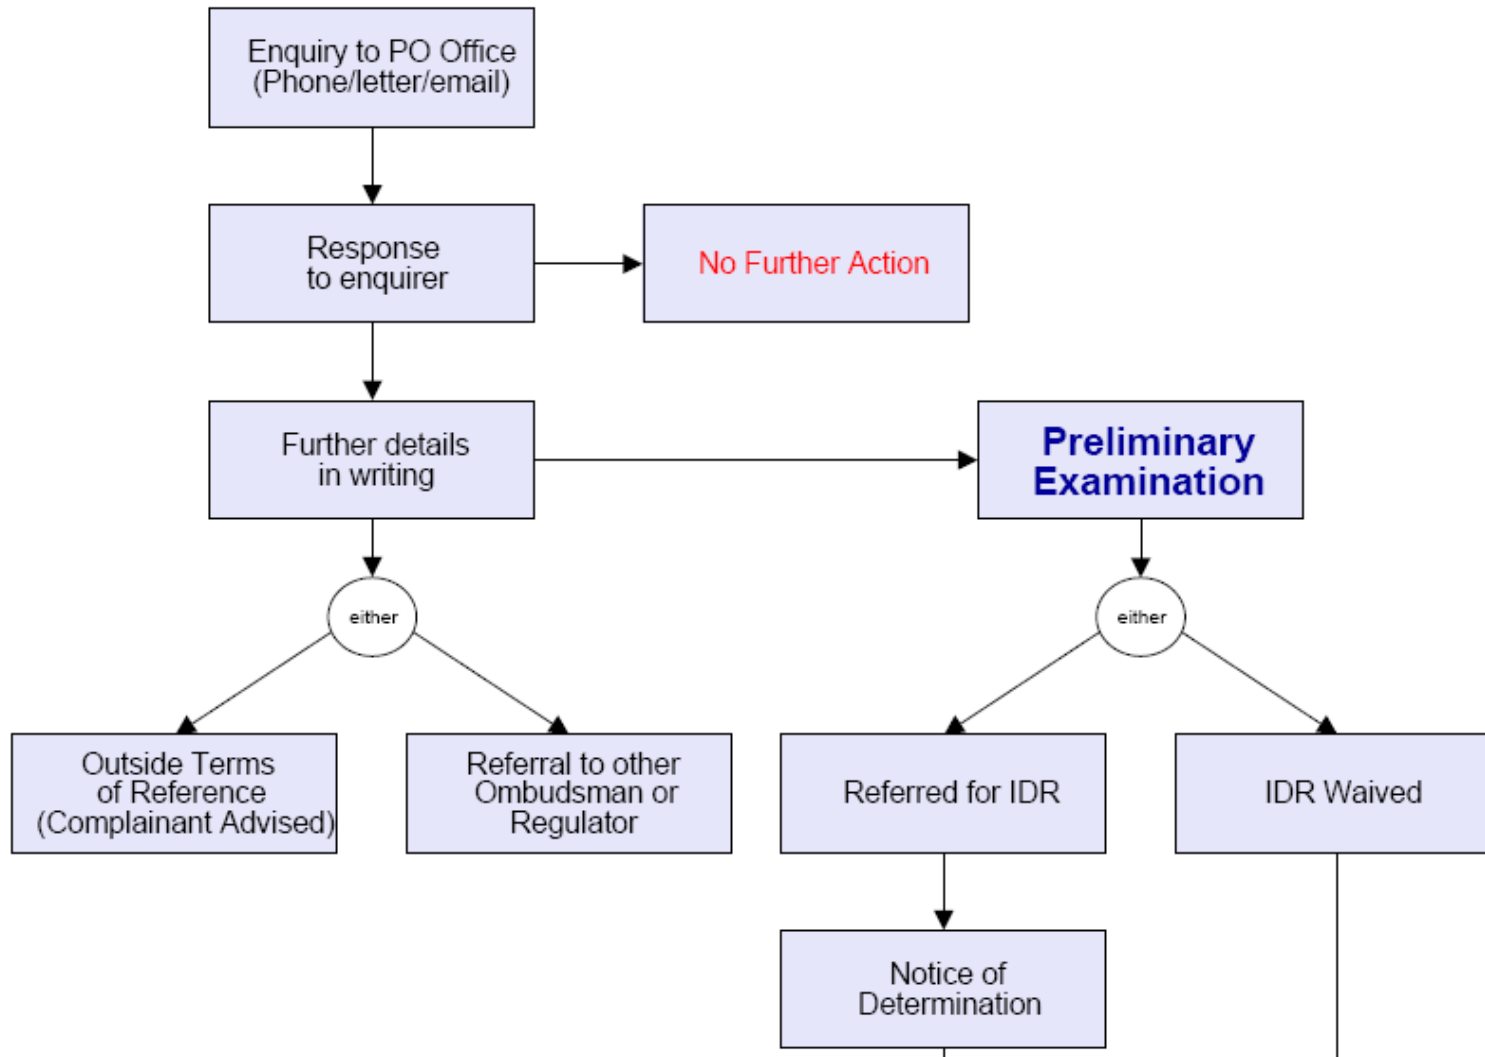 Enquiry to PO Office
(Phone/letter/email)
Response
to enquirer
No Further Action
Further details
in writing
Preliminary
Examination
either
either
Outside Terms
of Reference
(Complainant Advised)
Referral to other
Ombudsman or
Regulator
Referred for IDR
IDR Waived
Notice of
Determination